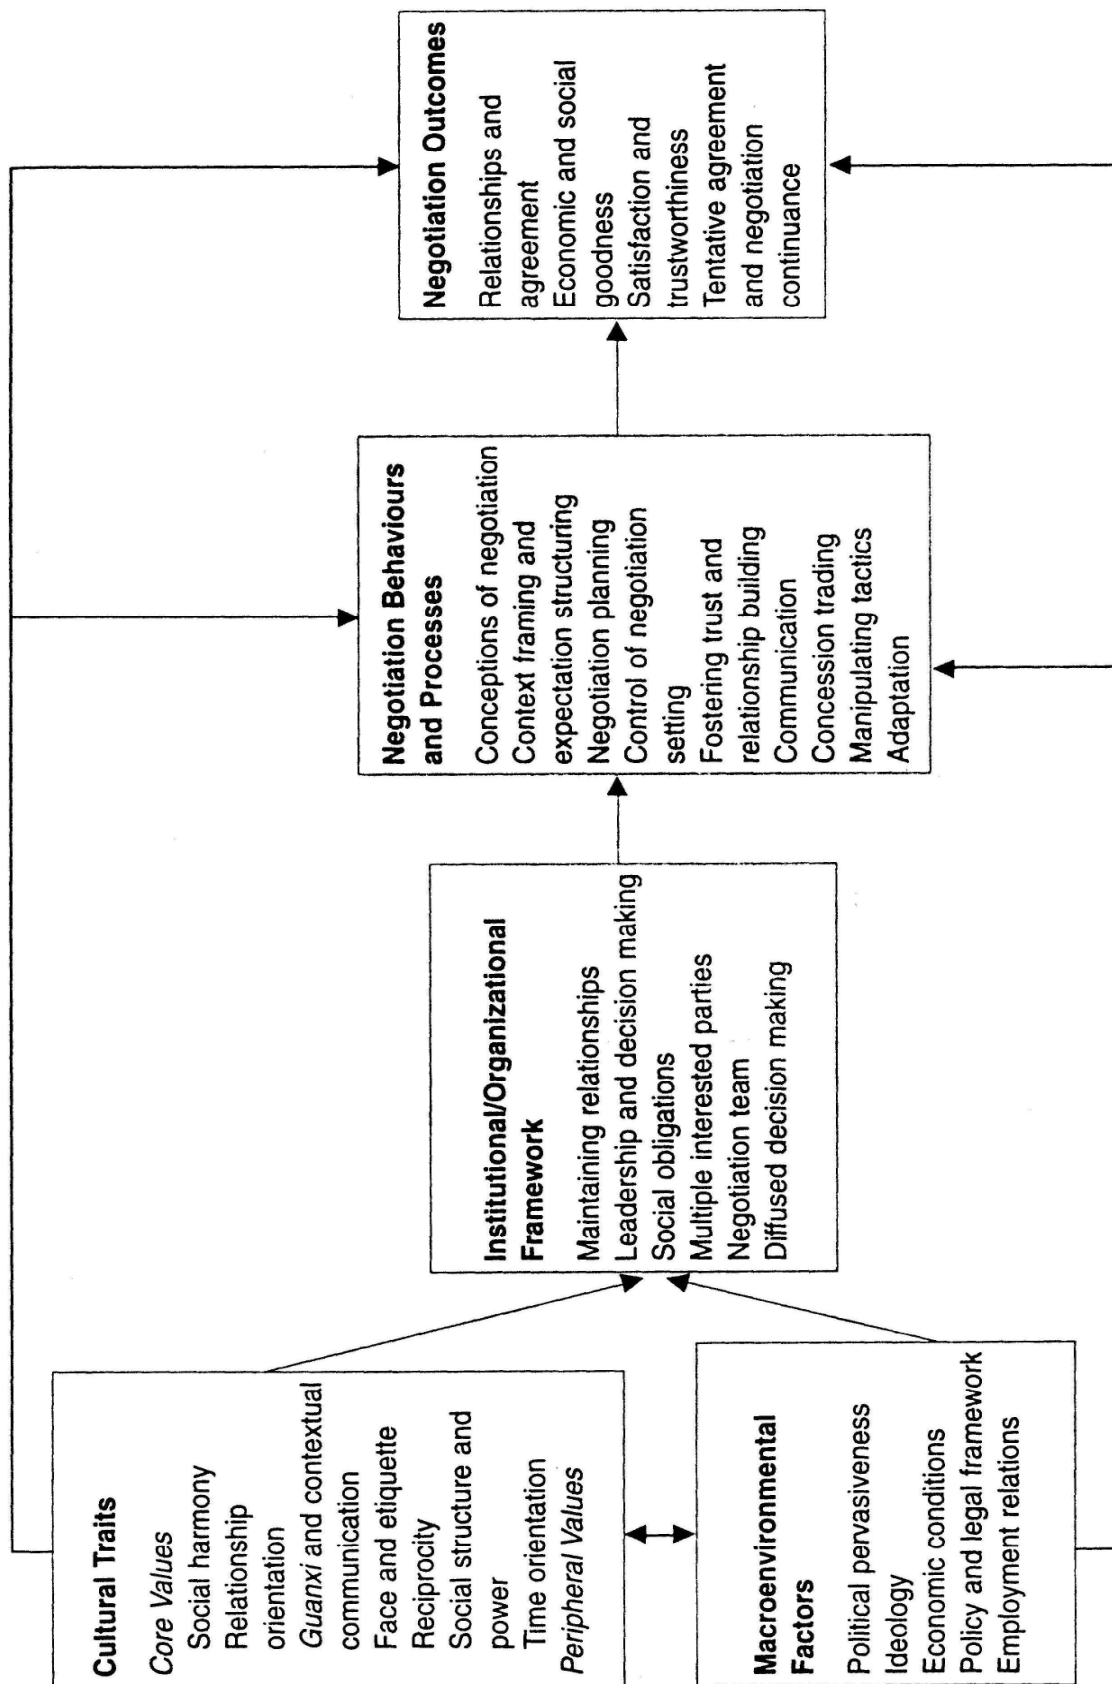 Cultural Traits
Core Values
Social harmony
Relationship
orientation
Guanxi and contextual
communication
Face and etiquette
Reciprocity
Social structure and
power
Time orientation
Peripheral Values
Macroenvironmental
Factors
Political pervasiveness
Ideology
Economic conditions
Policy and legal framework
Employment relations
Institutional/Organizational
Framework
Maintaining relationships
Leadership and decision making
Social obligations
Multiple interested parties
Negotiation team
Diffused decision making
Negotiation Behaviours
and Processes
Conceptions of negotiation
Context framing and
expectation structuring
Negotiation planning
Control of negotiation
setting
Fostering trust and
relationship building
Communication
Concession trading
Manipulating tactics
Adaptation
Negotiation Outcomes
Relationships and
agreement
Economic and social
goodness
Satisfaction and
trustworthiness
Tentative agreement
and negotiation
continuance